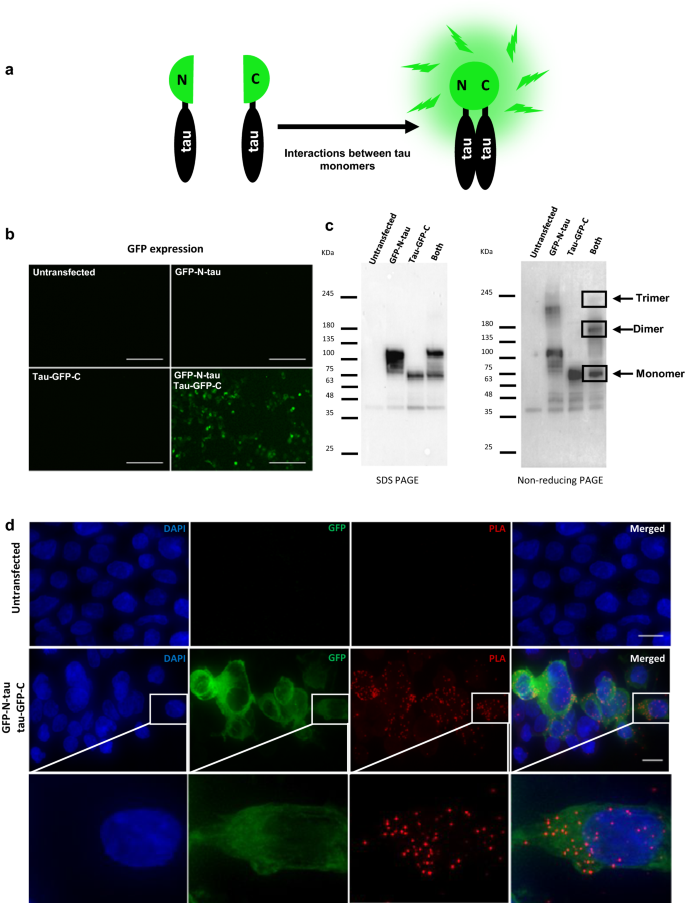 a
N
C
tau
tau
Interactions between tau
monomers
N C
tau
tau
b
GFP expression
Untransfected
GFP-N-tau
Tau-GFP-C
GFP-N-tau
Tau-GFP-C
c
KDa
Untransfected
GFP-N-tau
Tau-GFP-C
Both
245
180
135
100
75
63
48
35
25
SDS PAGE
KDa
Untransfected
GFP-N-tau
Tau-GFP-C
Both
245
180
135
100
75
63
48
35
25
Trimer
Dimer
Monomer
Non-reducing PAGE
d
Untransfected
DAPI
GFP
PLA
Merged
GFP-N-tau
tau-GFP-C
DAPI
GFP
PLA
Merged